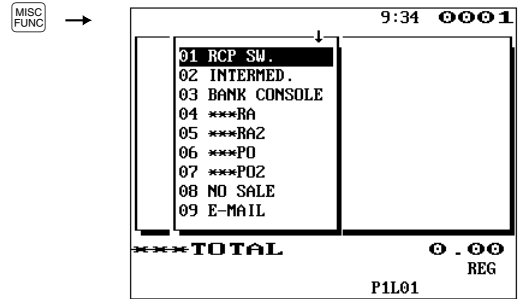 MISC
FUNC
9:34 0001
01 RCP SW.
02 INTERMED.
03 BANK CONSOLE
04 ***RA
05 ***RA2
06 ***PO
07 ***PO2
08 NO SALE
09 E-MAIL
***TOTAL 0.00
REG
P1L01